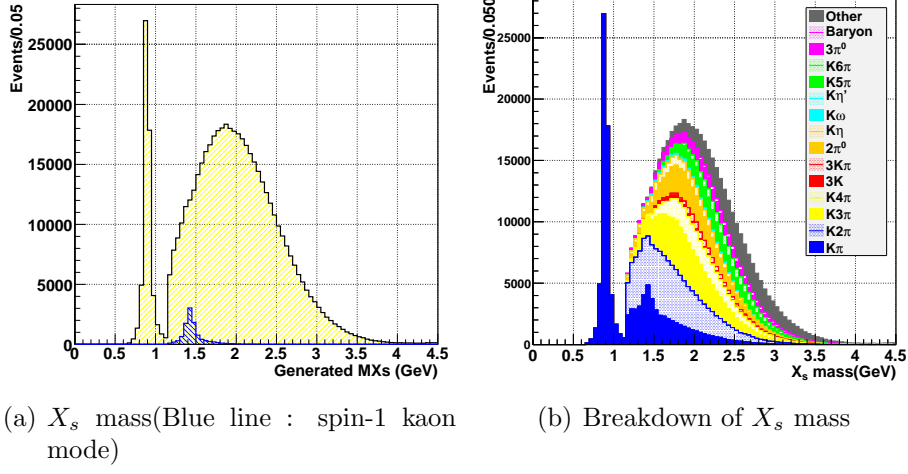 Events/0.05
25000
20000
15000
10000
5000
0
0 0.5 1 1.5 2 2.5 3 3.5 4 4.5
Generated MXs (GeV)
(a) X_s mass(Blue line : spin-1 kaon
mode)
Events/0.050
25000
20000
15000
10000
5000
0
0 0.5 1 1.5 2 2.5 3 3.5 4 4.5
X_s mass(GeV)
Other
Baryon
3π⁰
K6π
K5π
Kη'
Kω
Kη
2π⁰
3Kπ
3K
K4π
K3π
K2π
Kπ
(b) Breakdown of X_s mass